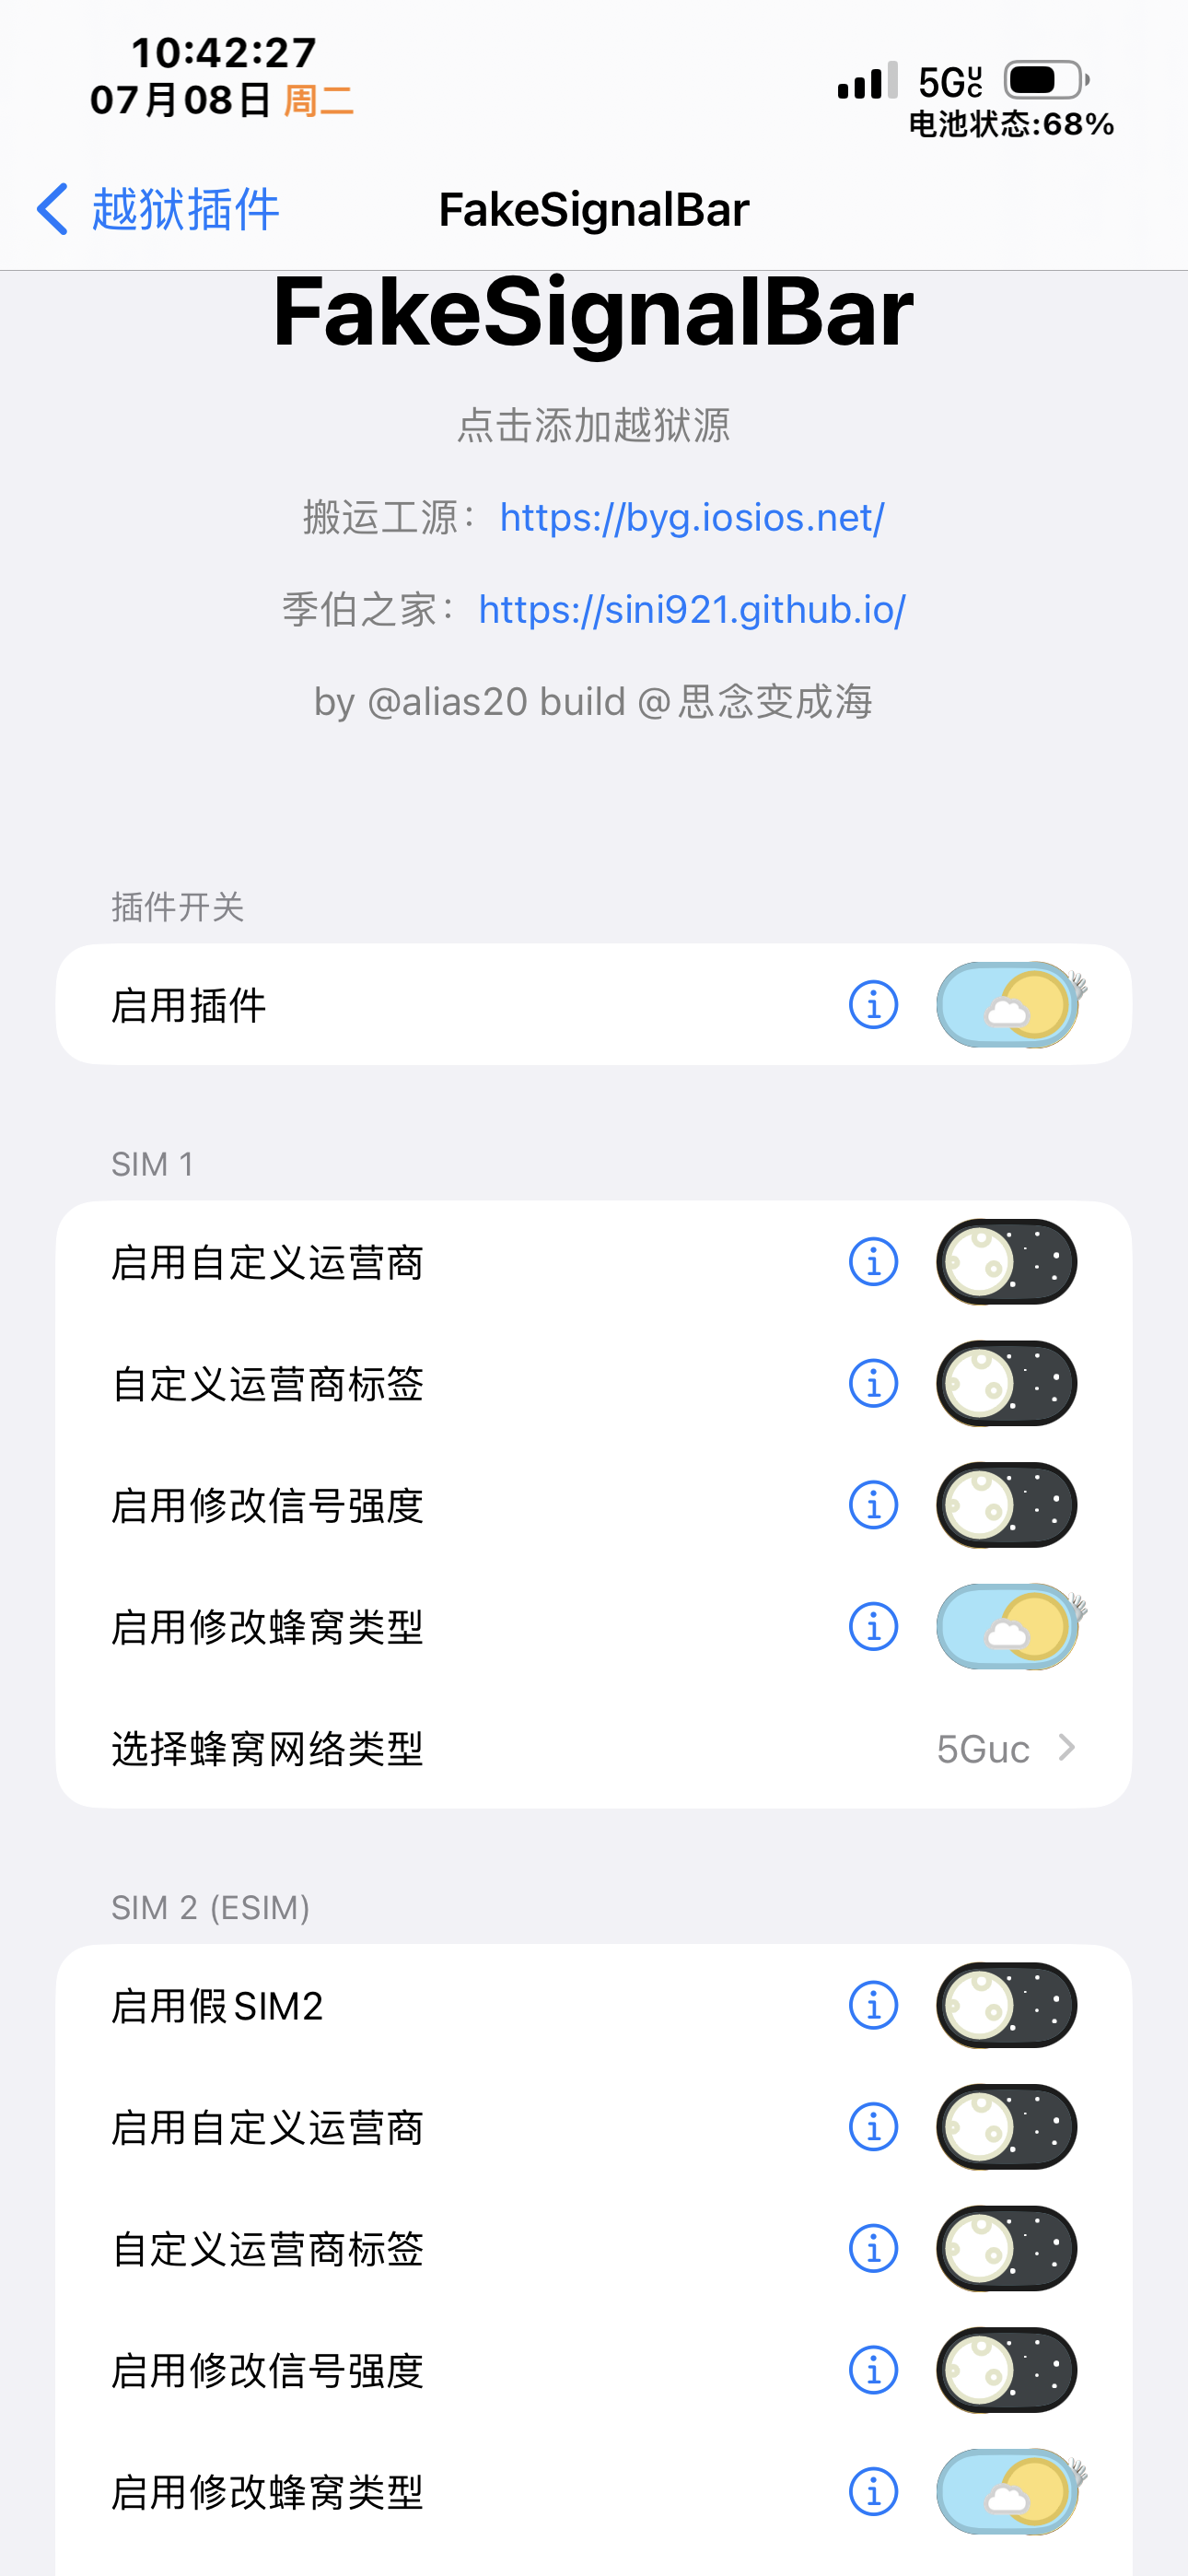 10:42:27
07月08日 周二
5GUC
电池状态:68%
越狱插件
FakeSignalBar
FakeSignalBar
点击添加越狱源
搬运工源：https://byg.iosios.net/
季伯之家：https://sini921.github.io/
by @alias20 build @思念变成海
插件开关
启用插件
SIM 1
启用自定义运营商
自定义运营商标签
启用修改信号强度
启用修改蜂窝类型
选择蜂窝网络类型 5Guc
SIM 2 (ESIM)
启用假SIM2
启用自定义运营商
自定义运营商标签
启用修改信号强度
启用修改蜂窝类型